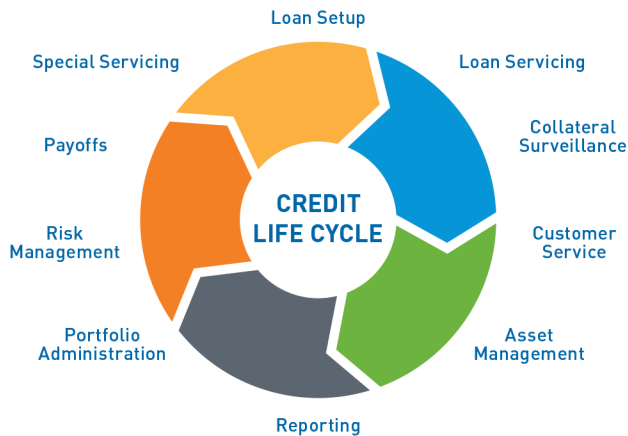 Loan Setup
Loan Servicing
Collateral
Surveillance
Customer
Service
Asset
Management
Reporting
Portfolio
Administration
Risk
Management
Payoffs
Special Servicing
CREDIT
LIFE CYCLE